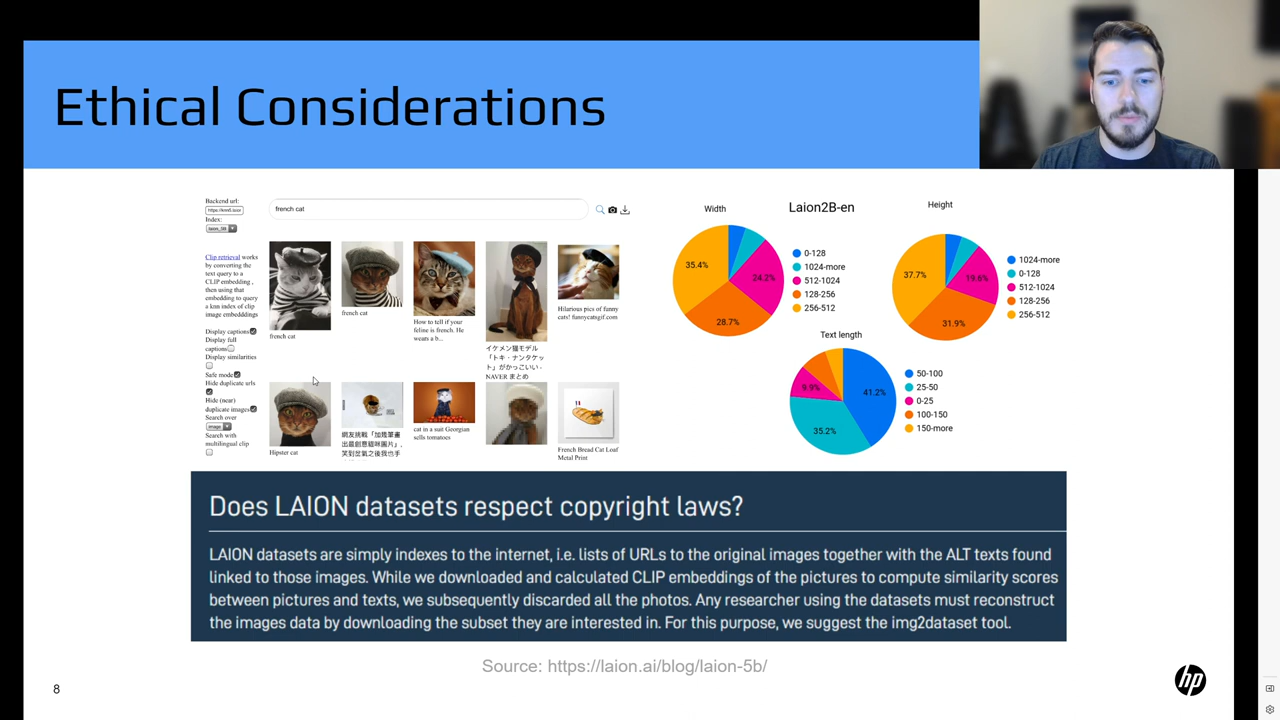 Ethical Considerations
Backend url:
Index:
laion_5B
Clip retrieval works
by converting the
text query to a
CLIP embedding ,
then using that
embedding to query
a knn index of clip
image embedddings
Display captions
Display full
captions
Display similarities
Safe mode
Hide duplicate urls
Hide (near)
duplicate images
Search over
image
Search with
multilingual clip
french cat
french cat
french cat
How to tell if your
feline is french. He
wears a b...
イケメン猫モデル
「トキ・ナンタケッ
ト」がかっこいい -
NAVER まとめ
Hilarious pics of funny
cats! funnycatsgif.com
Hipster cat
網友挑戰「加幾筆畫
出最創意貓咪圖片」,
笑到岔氣之後我也手
cat in a suit Georgian
sells tomatoes
French Bread Cat Loaf
Metal Print
Laion2B-en
Width
35.4%
24.2%
28.7%
0-128
1024-more
512-1024
128-256
256-512
Height
37.7%
19.6%
31.9%
1024-more
0-128
512-1024
128-256
256-512
Text length
41.2%
9.9%
35.2%
50-100
25-50
0-25
100-150
150-more
Does LAION datasets respect copyright laws?
LAION datasets are simply indexes to the internet, i.e. lists of URLs to the original images together with the ALT texts found
linked to those images. While we downloaded and calculated CLIP embeddings of the pictures to compute similarity scores
between pictures and texts, we subsequently discarded all the photos. Any researcher using the datasets must reconstruct
the images data by downloading the subset they are interested in. For this purpose, we suggest the img2dataset tool.
Source: https://laion.ai/blog/laion-5b/
8
hp